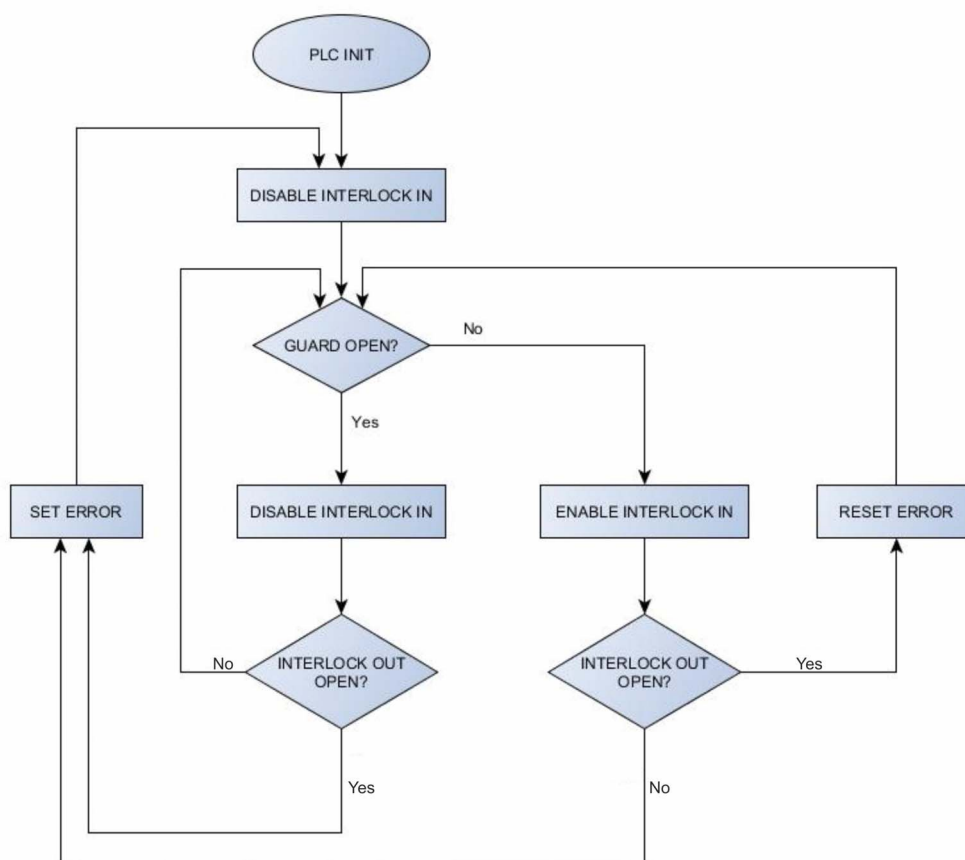 PLC INIT
DISABLE INTERLOCK IN
GUARD OPEN?
No
Yes
SET ERROR
DISABLE INTERLOCK IN
ENABLE INTERLOCK IN
RESET ERROR
No
INTERLOCK OUT
OPEN?
INTERLOCK OUT
OPEN?
Yes
Yes
No